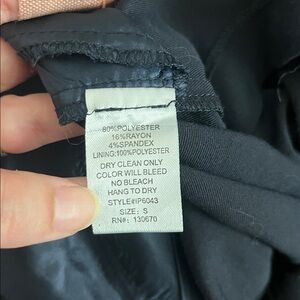 80%POLYESTER
16%RAYON
4%SPANDEX
LINING:100%POLYESTER
DRY CLEAN ONLY
COLOR WILL BLEED
NO BLEACH
HANG TO DRY
STYLE#IP6043
SIZE: S
RN#: 130670